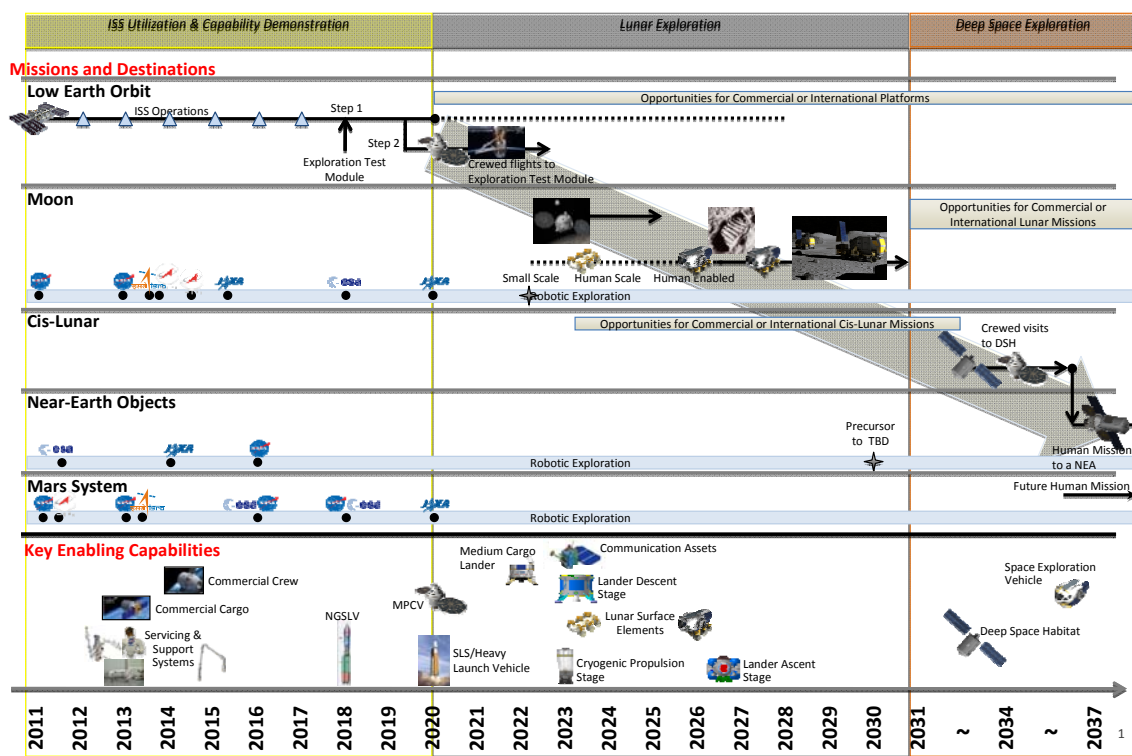 ISS Utilization & Capability Demonstration
Lunar Exploration
Deep Space Exploration
Missions and Destinations
Low Earth Orbit
Opportunities for Commercial or International Platforms
ISS Operations
Step 1
Step 2
Exploration Test
Module
Crewed flights to
Exploration Test Module
Moon
Opportunities for Commercial or
International Lunar Missions
Small Scale
Human Scale
Human Enabled
esa
Robotic Exploration
Cis-Lunar
Opportunities for Commercial or International Cis-Lunar Missions
Crewed visits
to DSH
Near-Earth Objects
Precursor
to TBD
esa
Robotic Exploration
Human Mission
to a NEA
Mars System
Future Human Mission
esa
esa
Robotic Exploration
Key Enabling Capabilities
Commercial Crew
Commercial Cargo
Servicing &
Support
Systems
NGSLV
MPCV
SLS/Heavy
Launch Vehicle
Medium Cargo
Lander
Communication Assets
Lander Descent
Stage
Lunar Surface
Elements
Cryogenic Propulsion
Stage
Lander Ascent
Stage
Space Exploration
Vehicle
Deep Space Habitat
2011
2012
2013
2014
2015
2016
2017
2018
2019
2020
2021
2022
2023
2024
2025
2026
2027
2028
2029
2030
2031
~
2034
~
2037
1